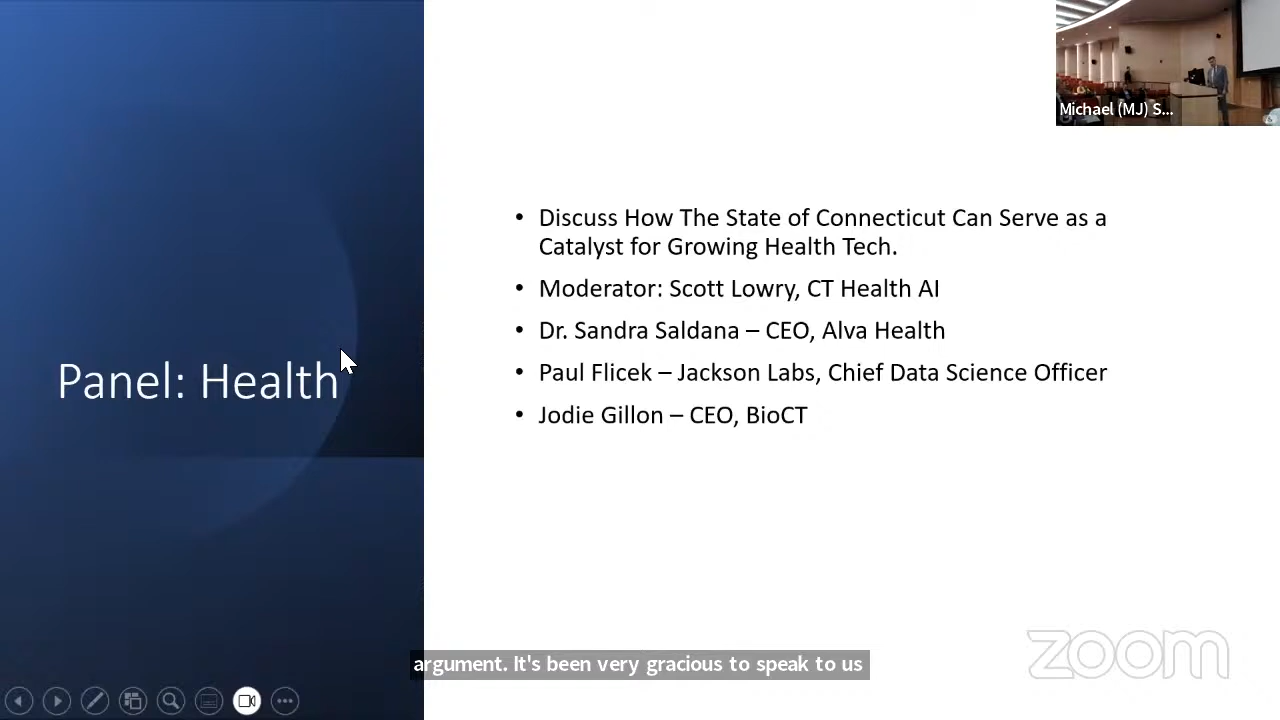 Michael (MJ) S...
Panel: Health
• Discuss How The State of Connecticut Can Serve as a
Catalyst for Growing Health Tech.
• Moderator: Scott Lowry, CT Health AI
• Dr. Sandra Saldana – CEO, Alva Health
• Paul Flicek – Jackson Labs, Chief Data Science Officer
• Jodie Gillon – CEO, BioCT
argument. It's been very gracious to speak to us
zoom